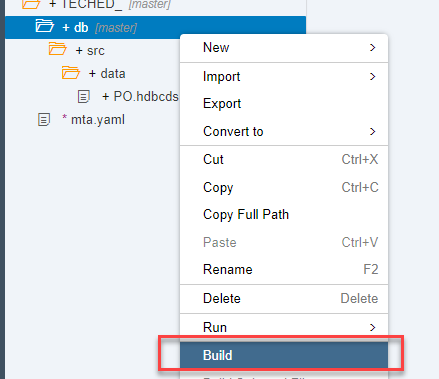 + TECHED_ [master]
+ db [master]
+ src
+ data
+ PO.hdbcds
* mta.yaml
New
Import
Export
Convert to
Cut Ctrl+X
Copy Ctrl+C
Copy Full Path
Paste Ctrl+V
Rename F2
Delete Delete
Run
Build